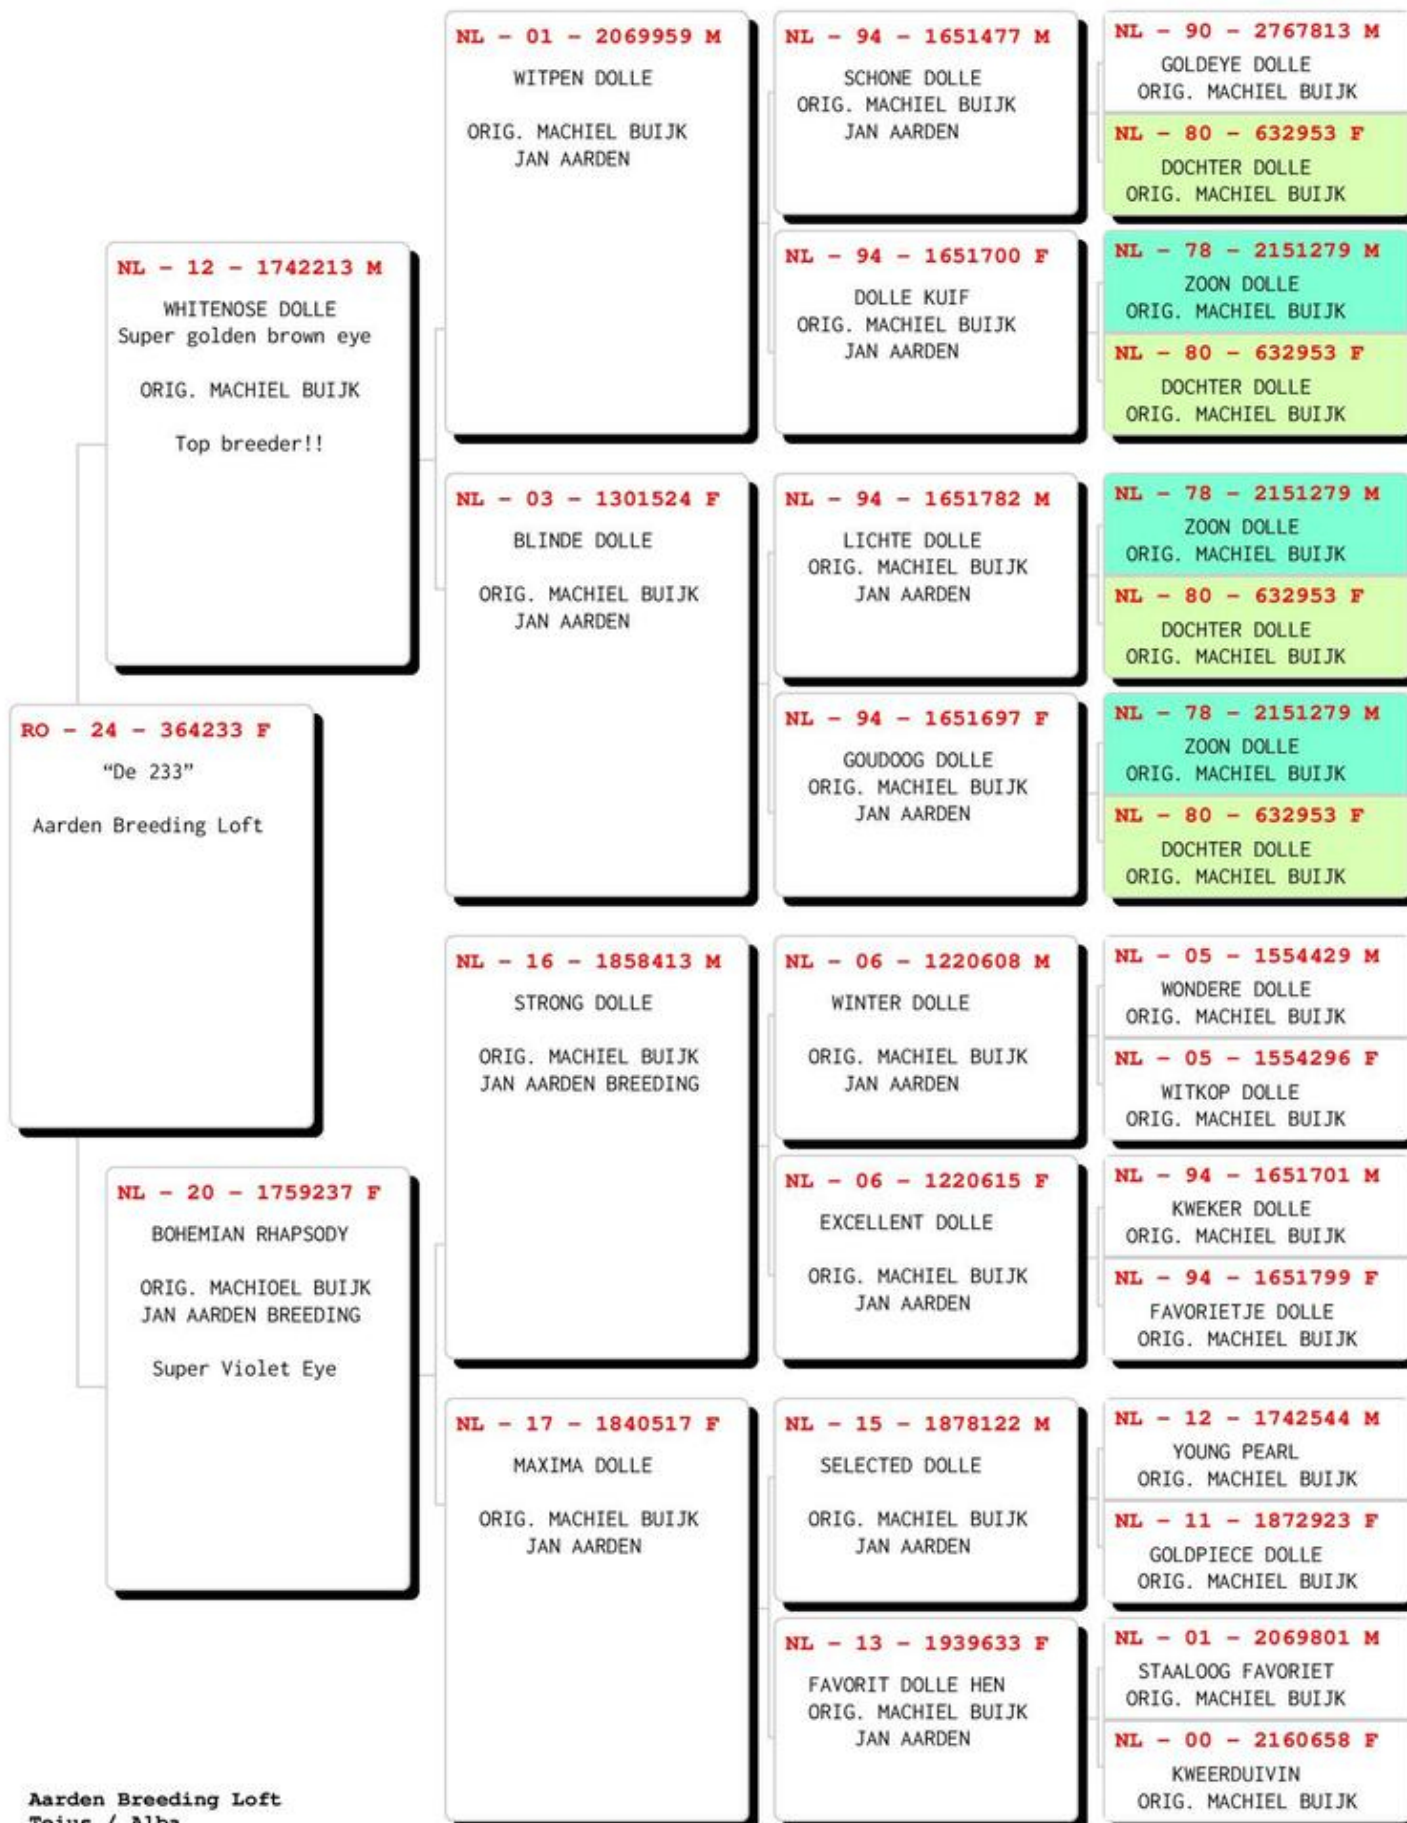 NL - 01 - 2069959 M
WITPEN DOLLE
ORIG. MACHIEL BUIJK
JAN AARDEN
NL - 94 - 1651477 M
SCHONE DOLLE
ORIG. MACHIEL BUIJK
JAN AARDEN
NL - 90 - 2767813 M
GOLDEYE DOLLE
ORIG. MACHIEL BUIJK
NL - 80 - 632953 F
DOCHTER DOLLE
ORIG. MACHIEL BUIJK
NL - 94 - 1651700 F
DOLLE KUIF
ORIG. MACHIEL BUIJK
JAN AARDEN
NL - 78 - 2151279 M
ZOON DOLLE
ORIG. MACHIEL BUIJK
NL - 80 - 632953 F
DOCHTER DOLLE
ORIG. MACHIEL BUIJK
NL - 12 - 1742213 M
WHITENOSE DOLLE
Super golden brown eye
ORIG. MACHIEL BUIJK
Top breeder!!
NL - 03 - 1301524 F
BLINDE DOLLE
ORIG. MACHIEL BUIJK
JAN AARDEN
NL - 94 - 1651782 M
LICHTE DOLLE
ORIG. MACHIEL BUIJK
JAN AARDEN
NL - 78 - 2151279 M
ZOON DOLLE
ORIG. MACHIEL BUIJK
NL - 80 - 632953 F
DOCHTER DOLLE
ORIG. MACHIEL BUIJK
NL - 94 - 1651697 F
GOUDOOG DOLLE
ORIG. MACHIEL BUIJK
JAN AARDEN
NL - 78 - 2151279 M
ZOON DOLLE
ORIG. MACHIEL BUIJK
NL - 80 - 632953 F
DOCHTER DOLLE
ORIG. MACHIEL BUIJK
RO - 24 - 364233 F
“De 233”
Aarden Breeding Loft
NL - 16 - 1858413 M
STRONG DOLLE
ORIG. MACHIEL BUIJK
JAN AARDEN BREEDING
NL - 06 - 1220608 M
WINTER DOLLE
ORIG. MACHIEL BUIJK
JAN AARDEN
NL - 05 - 1554429 M
WONDERE DOLLE
ORIG. MACHIEL BUIJK
NL - 05 - 1554296 F
WITKOP DOLLE
ORIG. MACHIEL BUIJK
NL - 06 - 1220615 F
EXCELLENT DOLLE
ORIG. MACHIEL BUIJK
JAN AARDEN
NL - 94 - 1651701 M
KWEKER DOLLE
ORIG. MACHIEL BUIJK
NL - 94 - 1651799 F
FAVORIETJE DOLLE
ORIG. MACHIEL BUIJK
NL - 20 - 1759237 F
BOHEMIAN RHAPSODY
ORIG. MACHIOEL BUIJK
JAN AARDEN BREEDING
Super Violet Eye
NL - 17 - 1840517 F
MAXIMA DOLLE
ORIG. MACHIEL BUIJK
JAN AARDEN
NL - 15 - 1878122 M
SELECTED DOLLE
ORIG. MACHIEL BUIJK
JAN AARDEN
NL - 12 - 1742544 M
YOUNG PEARL
ORIG. MACHIEL BUIJK
NL - 11 - 1872923 F
GOLDPIECE DOLLE
ORIG. MACHIEL BUIJK
NL - 13 - 1939633 F
FAVORIT DOLLE HEN
ORIG. MACHIEL BUIJK
JAN AARDEN
NL - 01 - 2069801 M
STAALOOG FAVORIET
ORIG. MACHIEL BUIJK
NL - 00 - 2160658 F
KWEERDUIVIN
ORIG. MACHIEL BUIJK
Aarden Breeding Loft
Teius / Alba